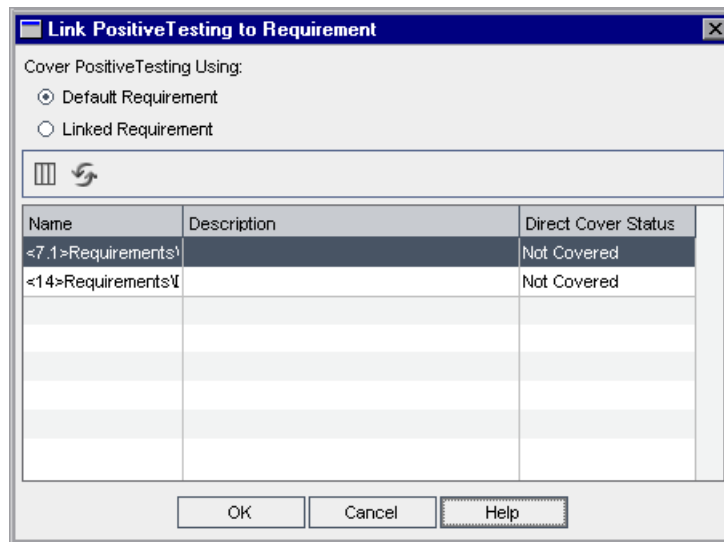 Link PositiveTesting to Requirement
Cover PositiveTesting Using:
Default Requirement
Linked Requirement
Name Description Direct Cover Status
<7.1>Requirements\ Not Covered
<14>Requirements\ Not Covered
OK Cancel Help